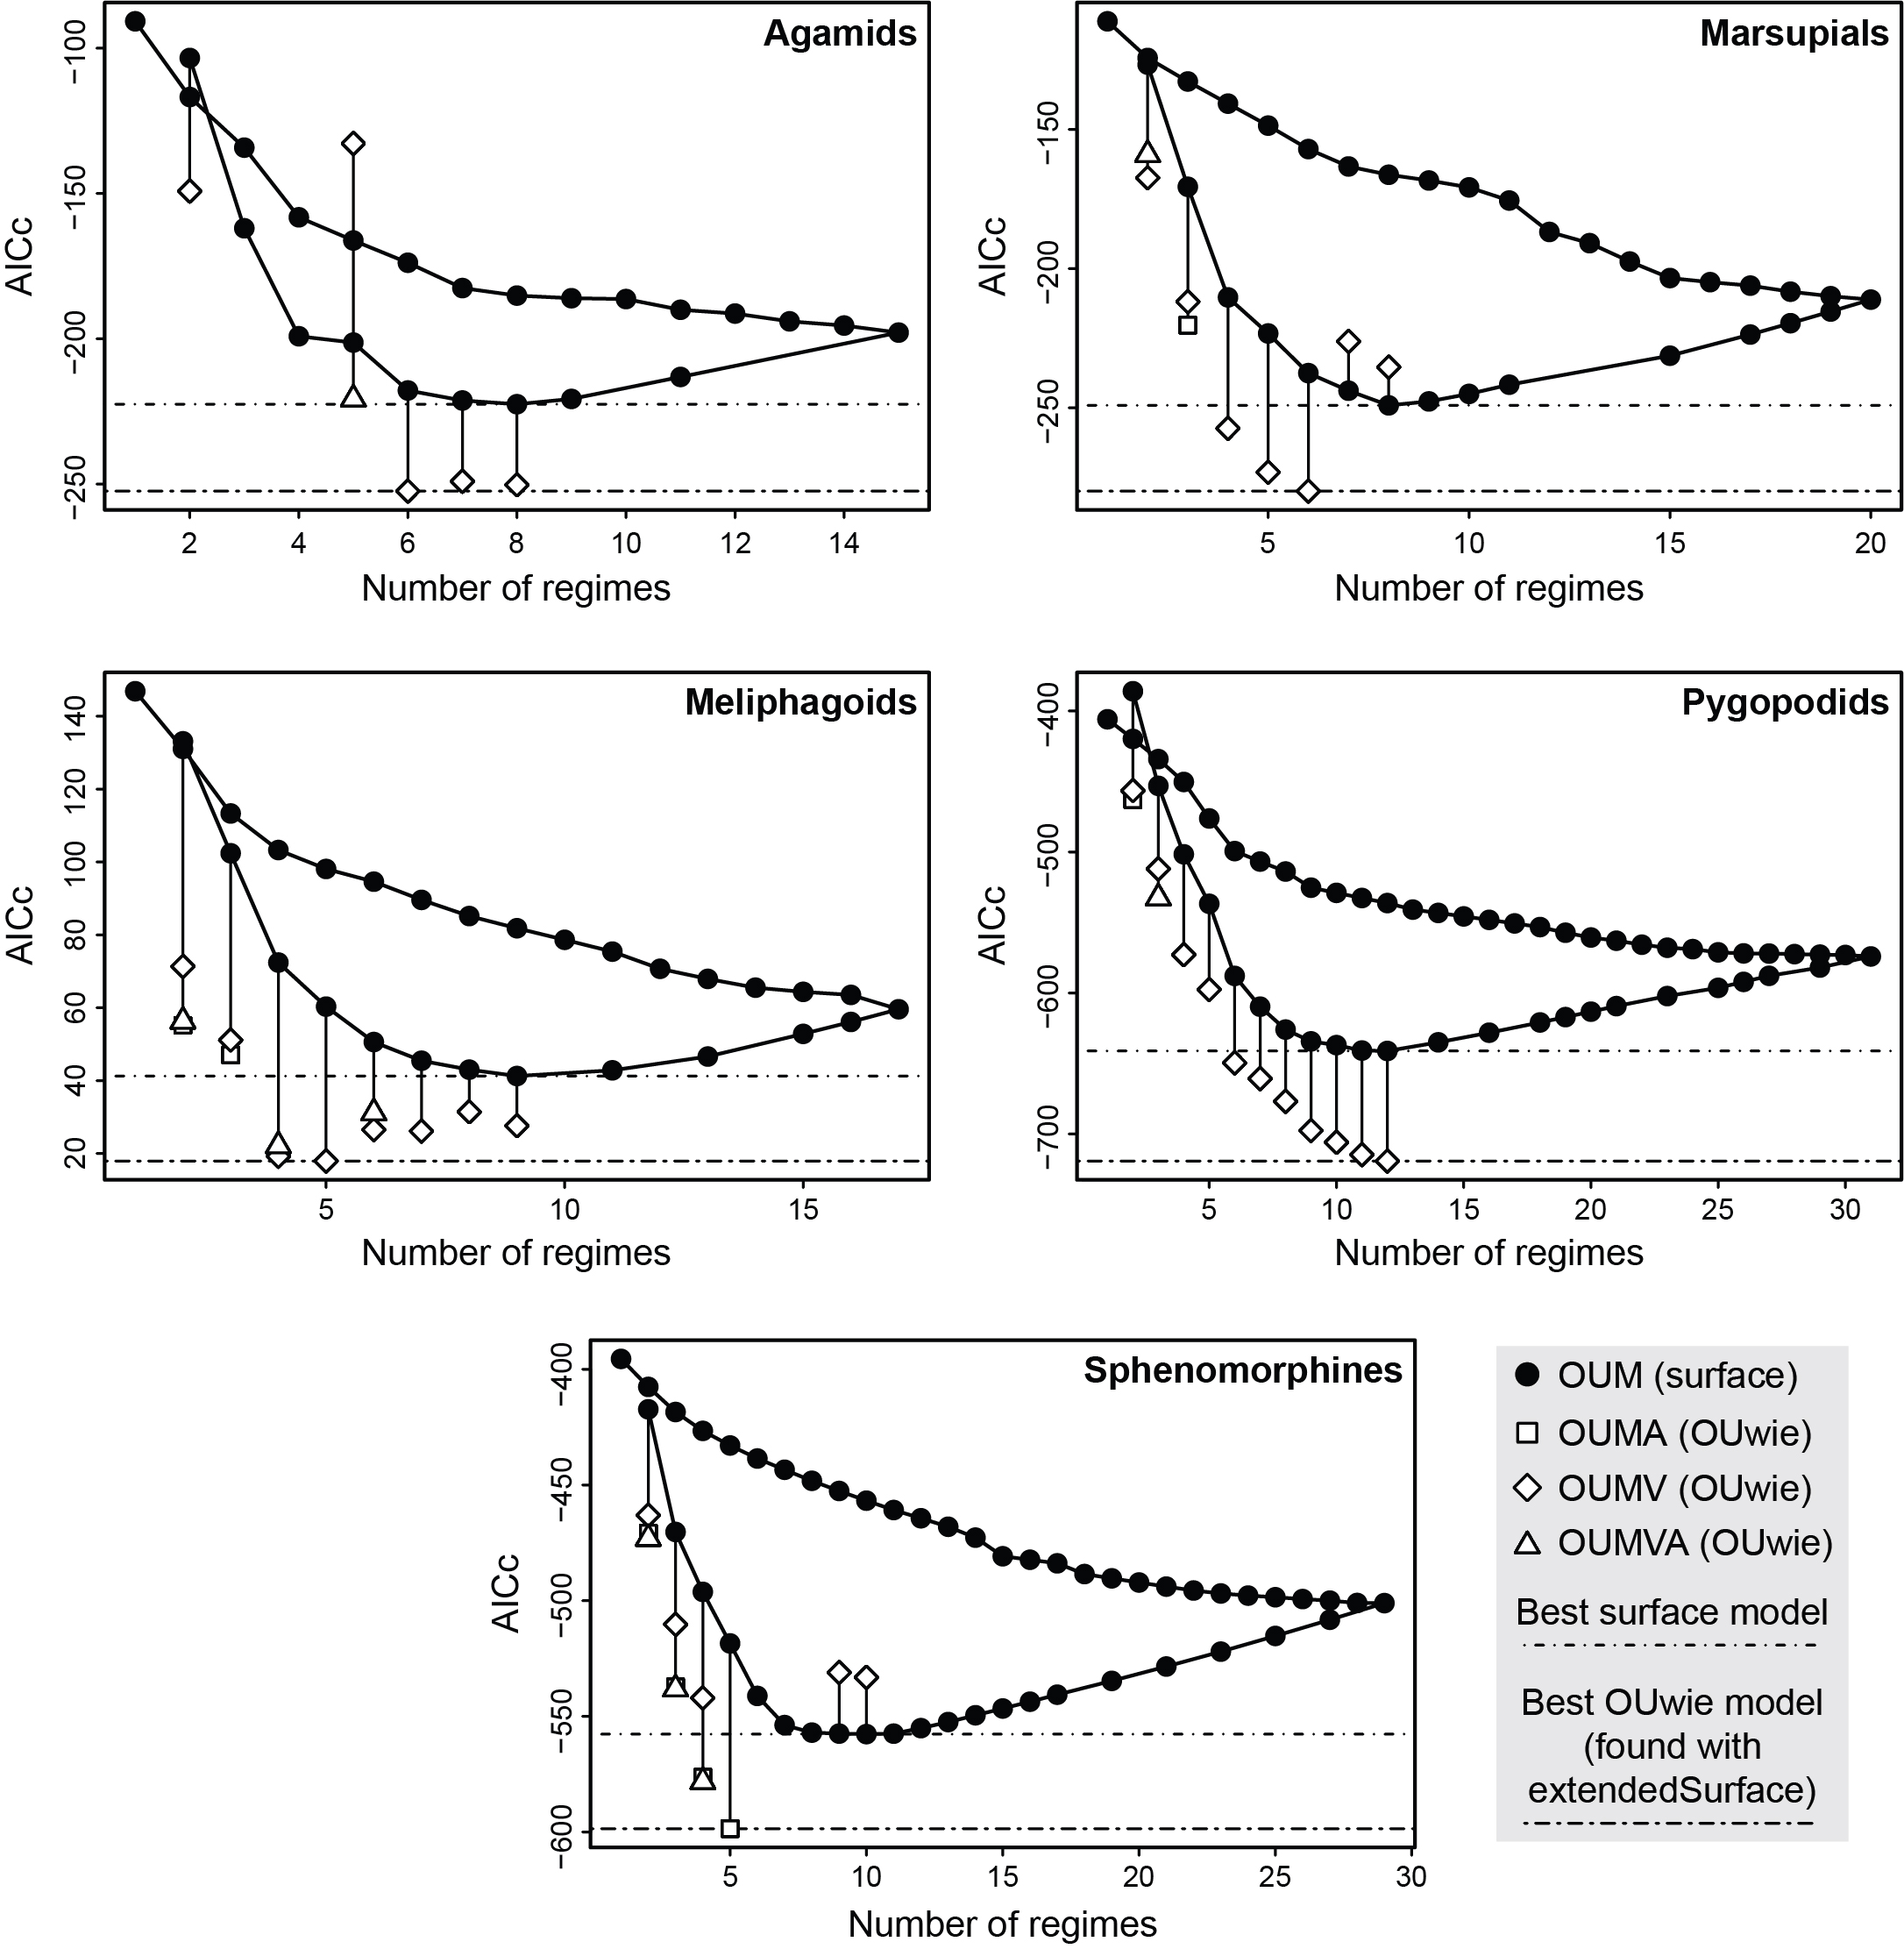 Agamids
AICc
−100
−150
−200
−250
2 4 6 8 10 12 14
Number of regimes
Marsupials
AICc
−150
−200
−250
5 10 15 20
Number of regimes
Meliphagoids
AICc
140
120
100
80
60
40
20
5 10 15
Number of regimes
Pygopodids
AICc
−400
−500
−600
−700
5 10 15 20 25 30
Number of regimes
Sphenomorphines
AICc
−400
−450
−500
−550
−600
5 10 15 20 25 30
Number of regimes
OUM (surface)
OUMA (OUwie)
OUMV (OUwie)
OUMVA (OUwie)
Best surface model
Best OUwie model
(found with
extendedSurface)